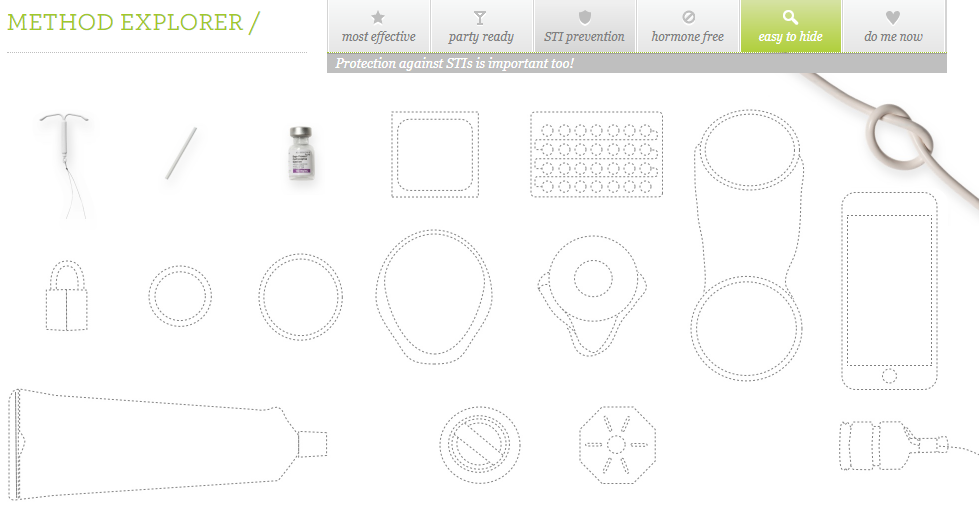 METHOD EXPLORER /
most effective
party ready
STI prevention
hormone free
easy to hide
do me now
Protection against STIs is important too!